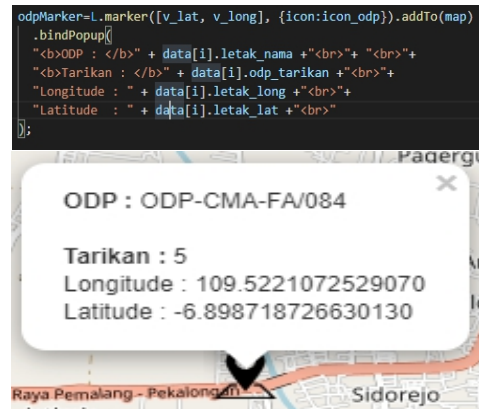 odpMarker=L.marker([v_lat, v_long], {icon:icon_odp}).addTo(map)
.bindPopup(
"<b>ODP : </b>" + data[i].letak_nama +"<br>"+ "<br>"+
"<b>Tarikan : </b>" + data[i].odp_tarikan +"<br>"+
"Longitude : " + data[i].letak_long +"<br>"+
"Latitude  : " + data[i].letak_lat +"<br>"
);
Paderg
×
ODP : ODP-CMA-FA/084
Tarikan : 5
Longitude : 109.5221072529070
Latitude : -6.898718726630130
Raya Pemalang - Pekalongan
Sidorejo